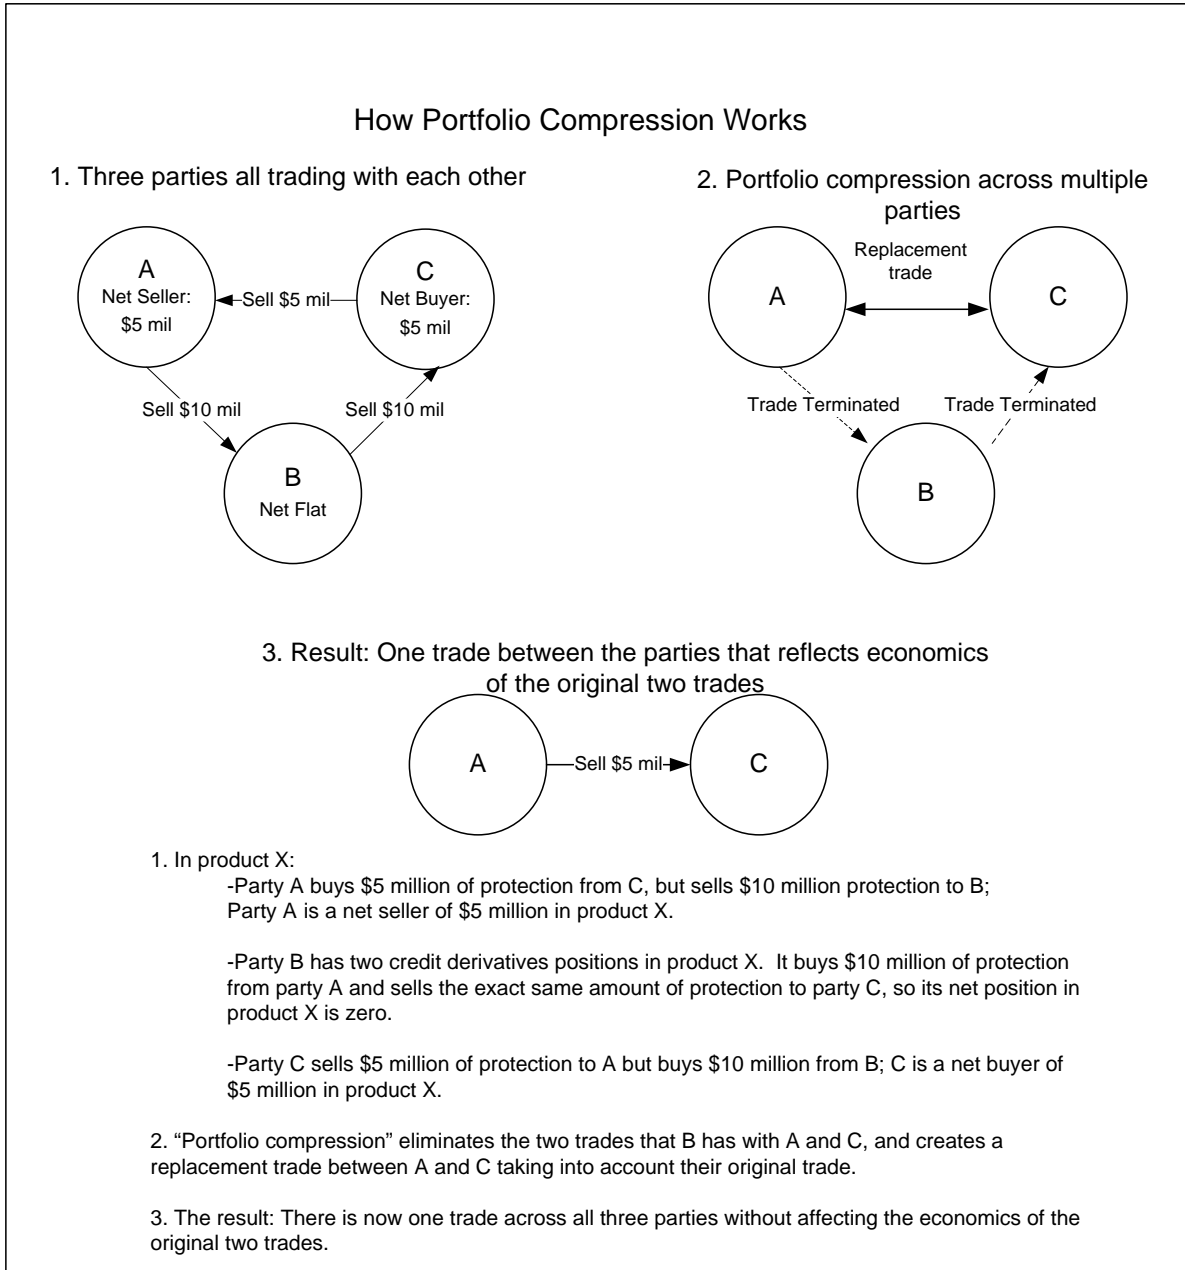 How Portfolio Compression Works
1. Three parties all trading with each other
A
Net Seller:
$5 mil
Sell $5 mil
C
Net Buyer:
$5 mil
Sell $10 mil
Sell $10 mil
B
Net Flat
2. Portfolio compression across multiple
parties
A
Replacement
trade
C
Trade Terminated
Trade Terminated
B
3. Result: One trade between the parties that reflects economics
of the original two trades
A
Sell $5 mil
C
1. In product X:
-Party A buys $5 million of protection from C, but sells $10 million protection to B;
Party A is a net seller of $5 million in product X.
-Party B has two credit derivatives positions in product X.  It buys $10 million of protection
from party A and sells the exact same amount of protection to party C, so its net position in
product X is zero.
-Party C sells $5 million of protection to A but buys $10 million from B; C is a net buyer of
$5 million in product X.
2. “Portfolio compression” eliminates the two trades that B has with A and C, and creates a
replacement trade between A and C taking into account their original trade.
3. The result: There is now one trade across all three parties without affecting the economics of the
original two trades.